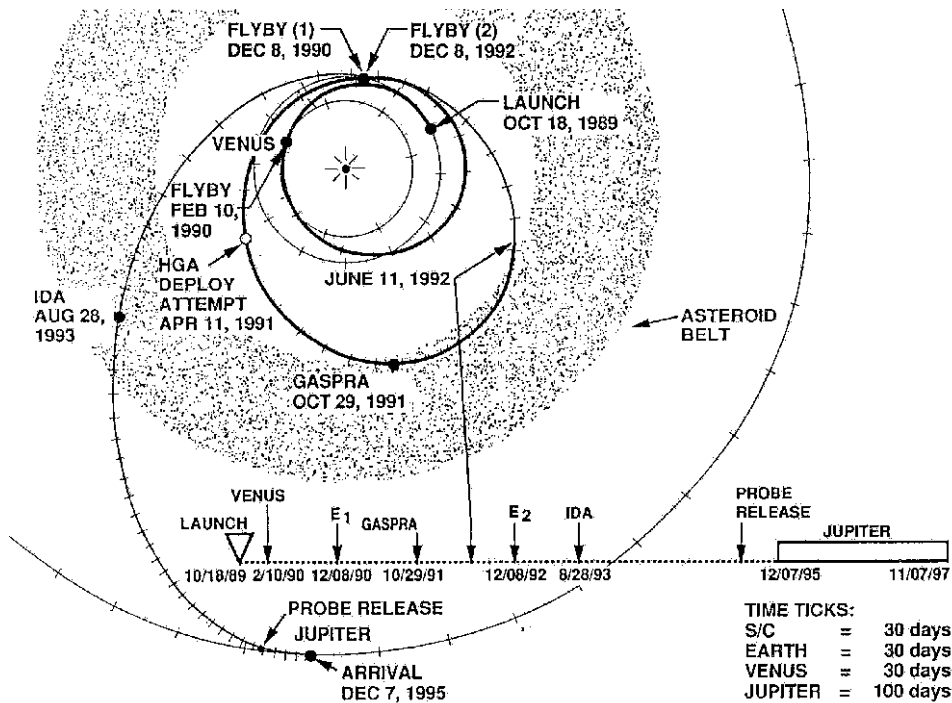 FLYBY (1)
DEC 8, 1990
FLYBY (2)
DEC 8, 1992
LAUNCH
OCT 18, 1989
VENUS
FLYBY
FEB 10,
1990
HGA
DEPLOY
ATTEMPT
APR 11, 1991
JUNE 11, 1992
IDA
AUG 28,
1993
ASTEROID
BELT
GASPRA
OCT 29, 1991
VENUS
LAUNCH
E1
GASPRA
E2
IDA
PROBE
RELEASE
JUPITER
10/18/89 2/10/90 12/08/90 10/29/91 12/08/92 8/28/93 12/07/95 11/07/97
PROBE RELEASE
JUPITER
ARRIVAL
DEC 7, 1995
TIME TICKS:
S/C = 30 days
EARTH = 30 days
VENUS = 30 days
JUPITER = 100 days